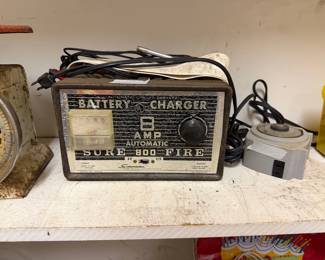 BATTERY CHARGER
8
AMP
AUTOMATIC
SURE 800 FIRE